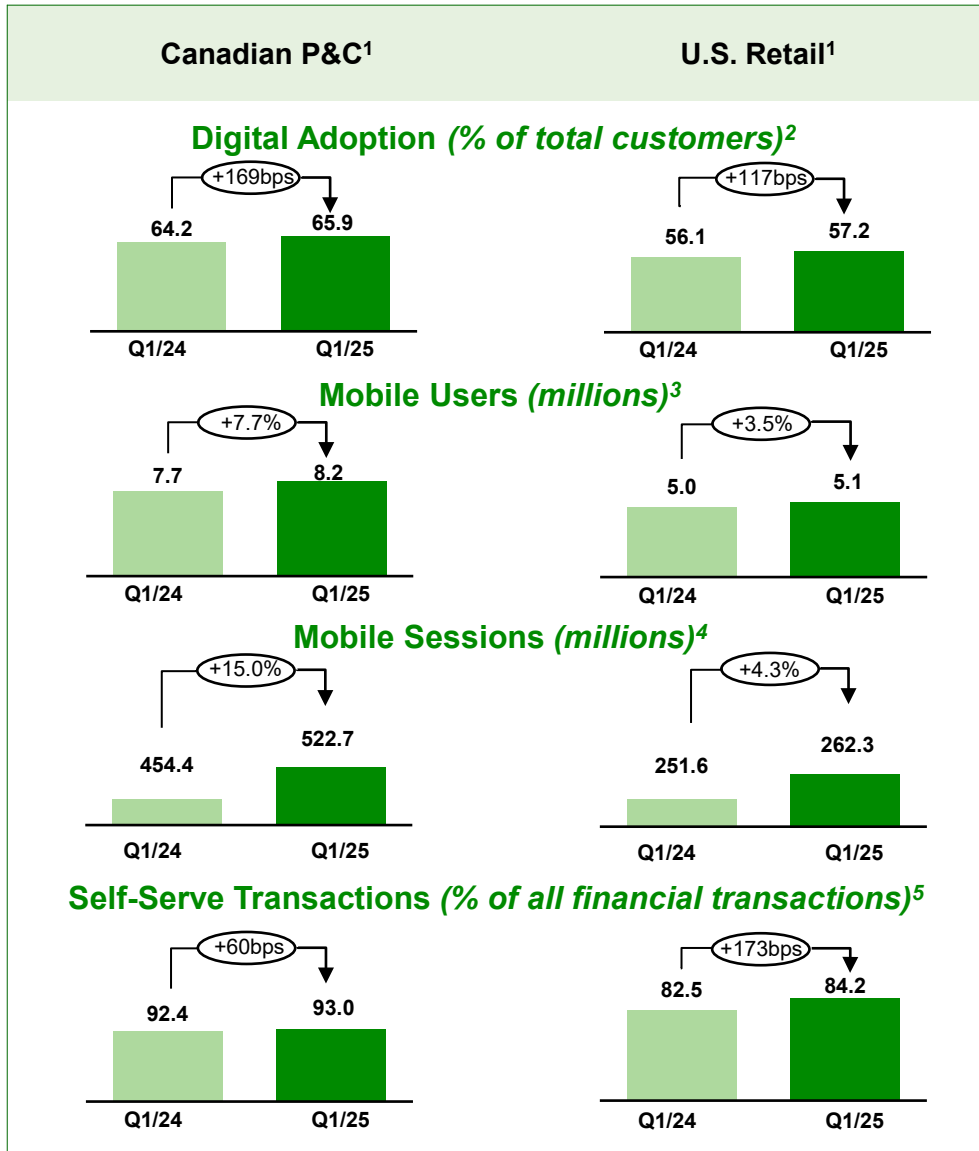 Canadian P&C¹ U.S. Retail¹
Digital Adoption (% of total customers)²
+169bps +117bps
64.2 65.9 56.1 57.2
Q1/24 Q1/25 Q1/24 Q1/25
Mobile Users (millions)³
+7.7% +3.5%
7.7 8.2 5.0 5.1
Q1/24 Q1/25 Q1/24 Q1/25
Mobile Sessions (millions)⁴
+15.0% +4.3%
454.4 522.7 251.6 262.3
Q1/24 Q1/25 Q1/24 Q1/25
Self-Serve Transactions (% of all financial transactions)⁵
+60bps +173bps
92.4 93.0 82.5 84.2
Q1/24 Q1/25 Q1/24 Q1/25